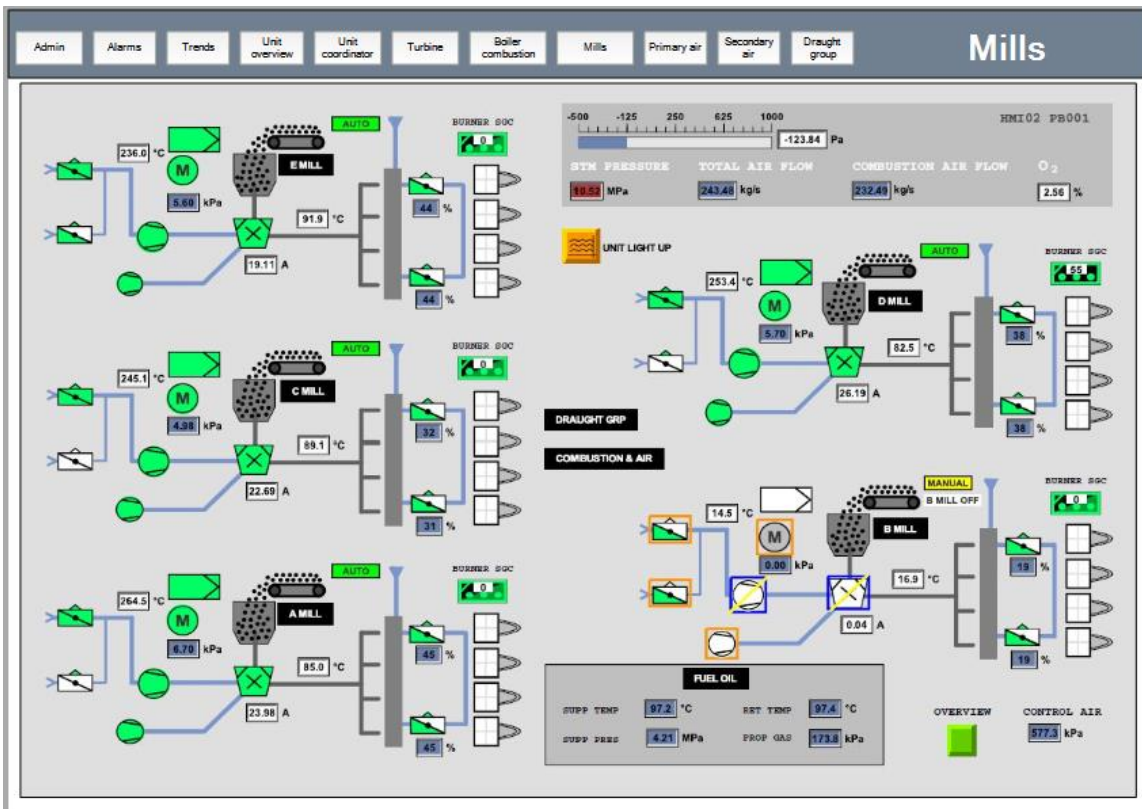 Admin
Alarms
Trends
Unit
overview
Unit
coordinator
Turbine
Boiler
combustion
Mills
Primary air
Secondary
air
Draught
group
Mills
AUTO
BURNER SGC
0
236.0 °C
M
5.60 kPa
E MILL
91.9 °C
19.11 A
44 %
44 %
AUTO
BURNER SGC
0
245.1 °C
M
4.98 kPa
C MILL
89.1 °C
22.69 A
32 %
31 %
AUTO
BURNER SGC
0
264.5 °C
M
6.70 kPa
A MILL
85.0 °C
23.98 A
45 %
45 %
-500 -125 250 625 1000
-123.84 Pa
HMI02 PB001
STM PRESSURE TOTAL AIR FLOW COMBUSTION AIR FLOW O2
10.52 MPa 243.48 kg/s 232.49 kg/s 2.56 %
UNIT LIGHT UP
AUTO
BURNER SGC
55
253.4 °C
M
5.70 kPa
D MILL
82.5 °C
26.19 A
38 %
38 %
DRAUGHT GRP
COMBUSTION & AIR
MANUAL
B MILL OFF
BURNER SGC
0
14.5 °C
M
0.00 kPa
B MILL
16.9 °C
0.04 A
19 %
19 %
FUEL OIL
SUPP TEMP 97.2 °C RET TEMP 97.4 °C
SUPP PRES 4.21 MPa PROP GAS 173.8 kPa
OVERVIEW
CONTROL AIR
577.3 kPa